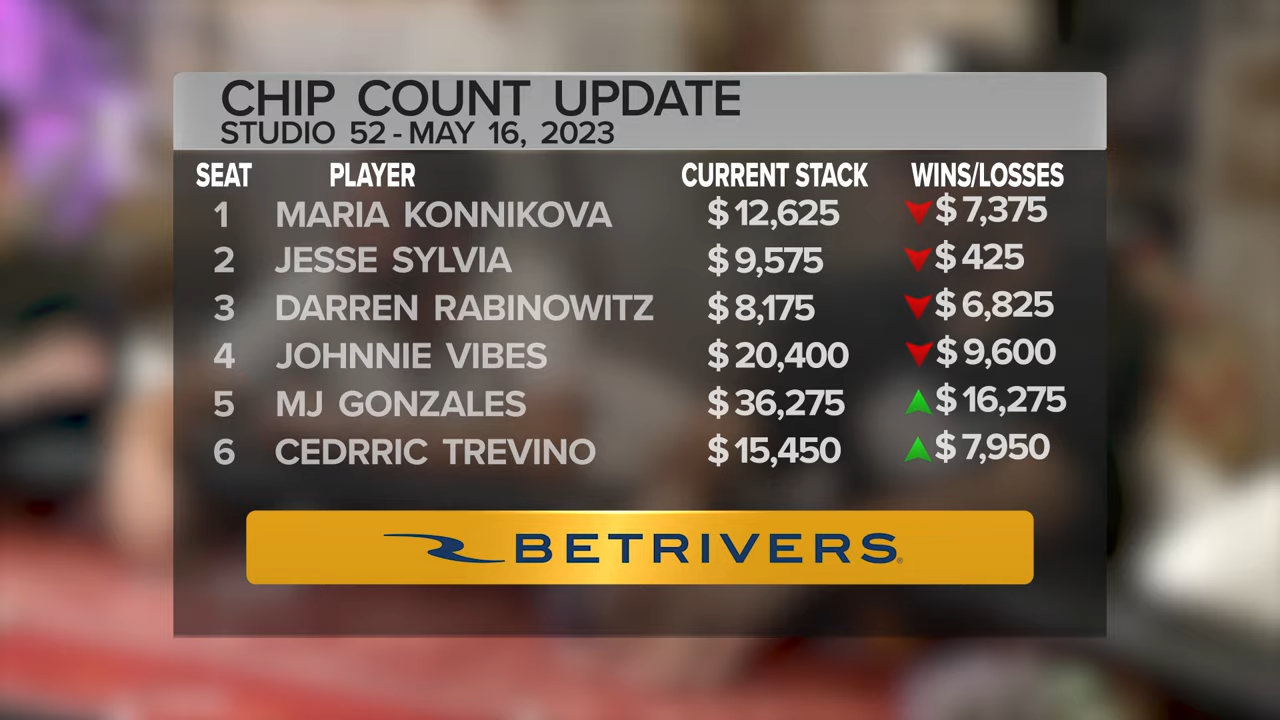 CHIP COUNT UPDATE
STUDIO 52 - MAY 16, 2023
SEAT PLAYER CURRENT STACK WINS/LOSSES
1 MARIA KONNIKOVA $ 12,625 $ 7,375
2 JESSE SYLVIA $ 9,575 $ 425
3 DARREN RABINOWITZ $ 8,175 $ 6,825
4 JOHNNIE VIBES $ 20,400 $ 9,600
5 MJ GONZALES $ 36,275 $ 16,275
6 CEDRRIC TREVINO $ 15,450 $ 7,950
BETRIVERS®